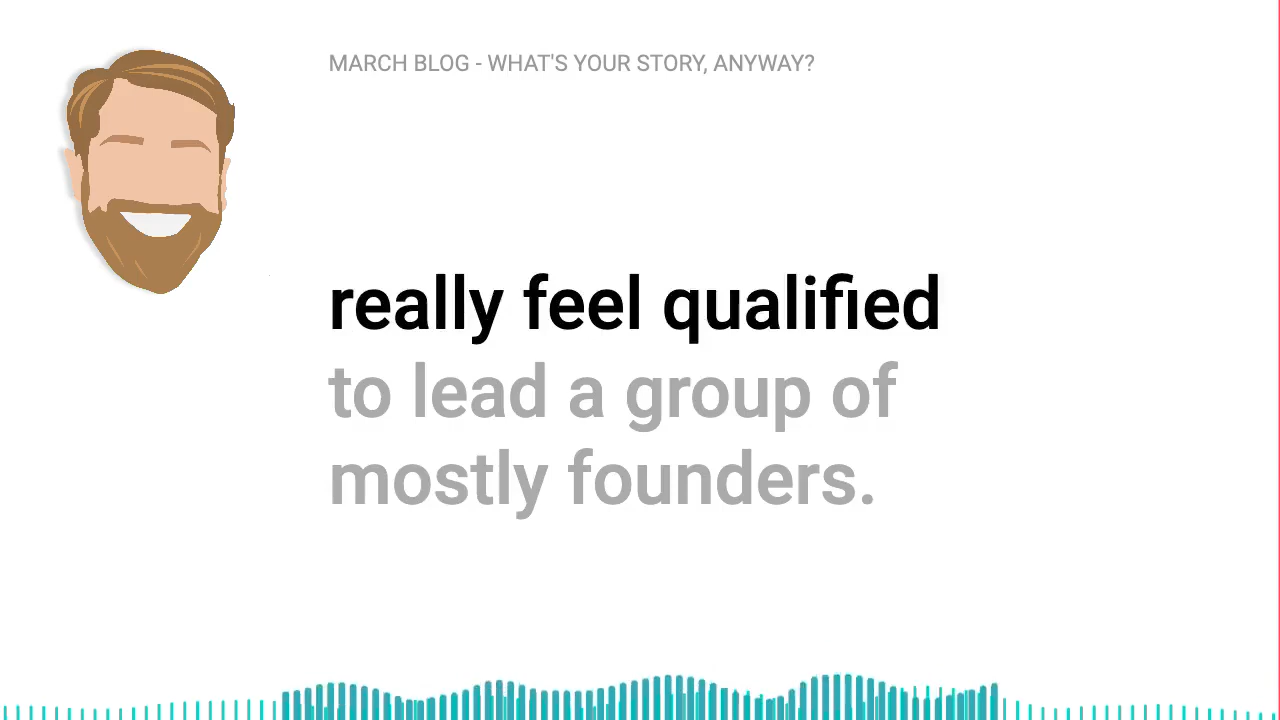 MARCH BLOG - WHAT'S YOUR STORY, ANYWAY?
really feel qualified
to lead a group of
mostly founders.